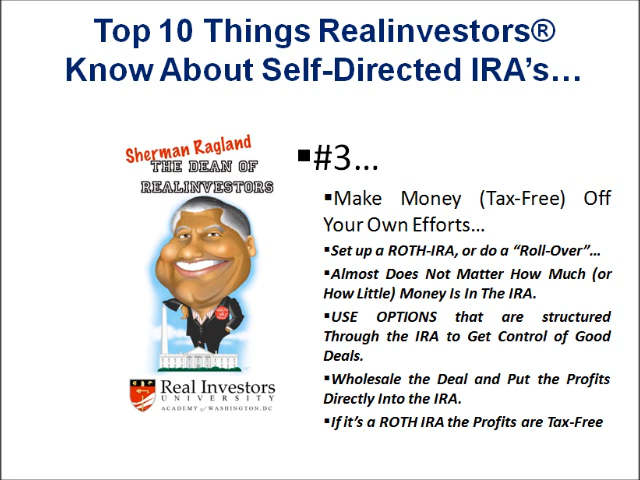 Top 10 Things Realinvestors®
Know About Self-Directed IRA's…
Sherman Ragland
THE DEAN OF
REALINVESTORS
▪#3…
▪Make Money (Tax-Free) Off
Your Own Efforts…
▪Set up a ROTH-IRA, or do a "Roll-Over"…
▪Almost Does Not Matter How Much (or
How Little) Money Is In The IRA.
▪USE OPTIONS that are structured
Through the IRA to Get Control of Good
Deals.
▪Wholesale the Deal and Put the Profits
Directly Into the IRA.
▪If it's a ROTH IRA the Profits are Tax-Free
Real Investors
UNIVERSITY
ACADEMY of WASHINGTON, DC